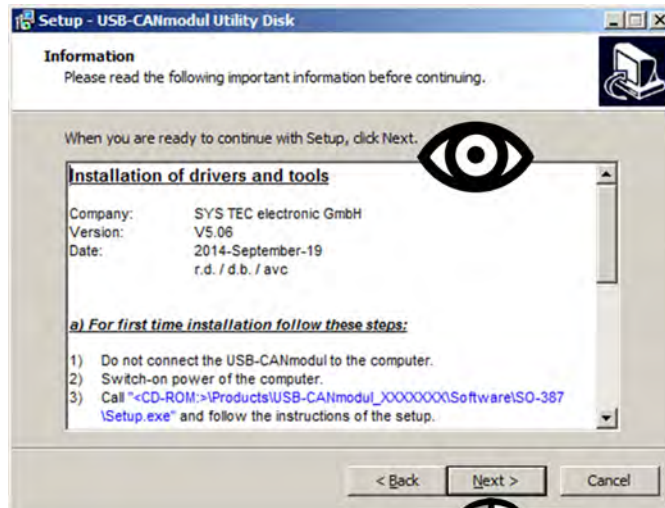 Setup - USB-CANmodul Utility Disk
Information
Please read the following important information before continuing.
When you are ready to continue with Setup, click Next.
Installation of drivers and tools
Company: SYS TEC electronic GmbH
Version: V5.06
Date: 2014-September-19
r.d. / d.b. / avc
a) For first time installation follow these steps:
1) Do not connect the USB-CANmodul to the computer.
2) Switch-on power of the computer.
3) Call "<CD-ROM:>\Products\USB-CANmodul_XXXXXXX\Software\SO-387
\Setup.exe" and follow the instructions of the setup.
< Back Next > Cancel